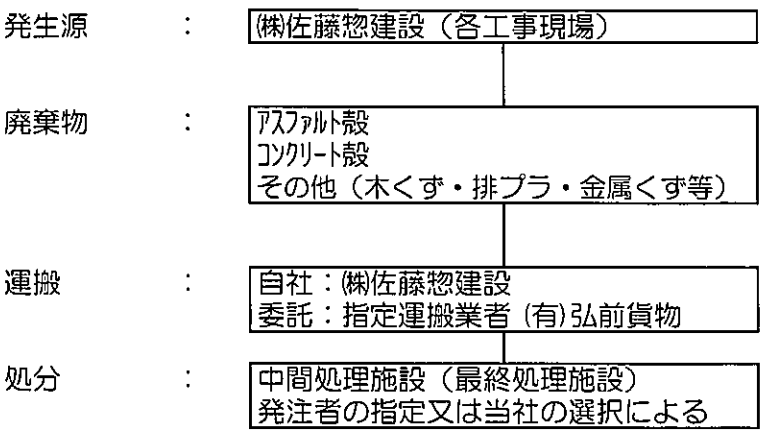 発生源　：　㈱佐藤惣建設（各工事現場）
廃棄物　：　ｱｽﾌｧﾙﾄ殻
ｺﾝｸﾘｰﾄ殻
その他（木くず・排プラ・金属くず等）
運搬　：　自社：㈱佐藤惣建設
委託：指定運搬業者 (有)弘前貨物
処分　：　中間処理施設（最終処理施設）
発注者の指定又は当社の選択による